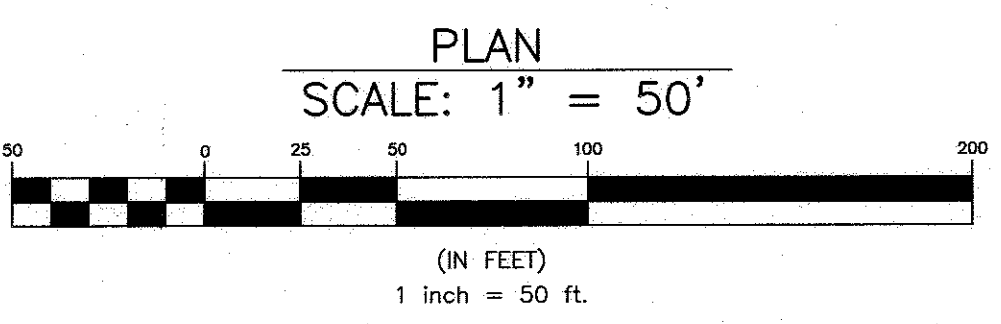 PLAN
SCALE: 1" = 50'
50 0 25 50 100 200
(IN FEET)
1 inch = 50 ft.